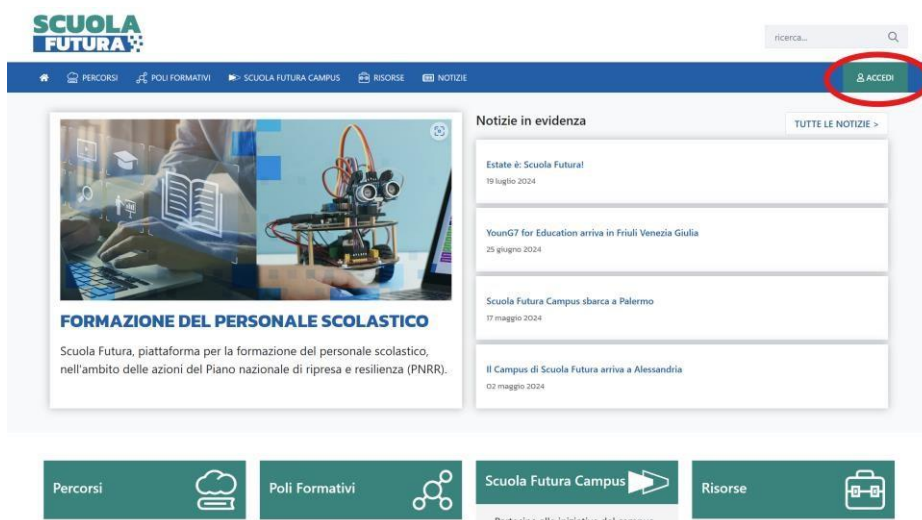 SCUOLA
FUTURA
ricerca...
PERCORSI
POLI FORMATIVI
SCUOLA FUTURA CAMPUS
RISORSE
NOTIZIE
ACCEDI
FORMAZIONE DEL PERSONALE SCOLASTICO
Scuola Futura, piattaforma per la formazione del personale scolastico,
nell'ambito delle azioni del Piano nazionale di ripresa e resilienza (PNRR).
Notizie in evidenza
TUTTE LE NOTIZIE >
Estate è: Scuola Futura!
19 luglio 2024
YounG7 for Education arriva in Friuli Venezia Giulia
25 giugno 2024
Scuola Futura Campus sbarca a Palermo
17 maggio 2024
Il Campus di Scuola Futura arriva a Alessandria
02 maggio 2024
Percorsi
Poli Formativi
Scuola Futura Campus
Risorse